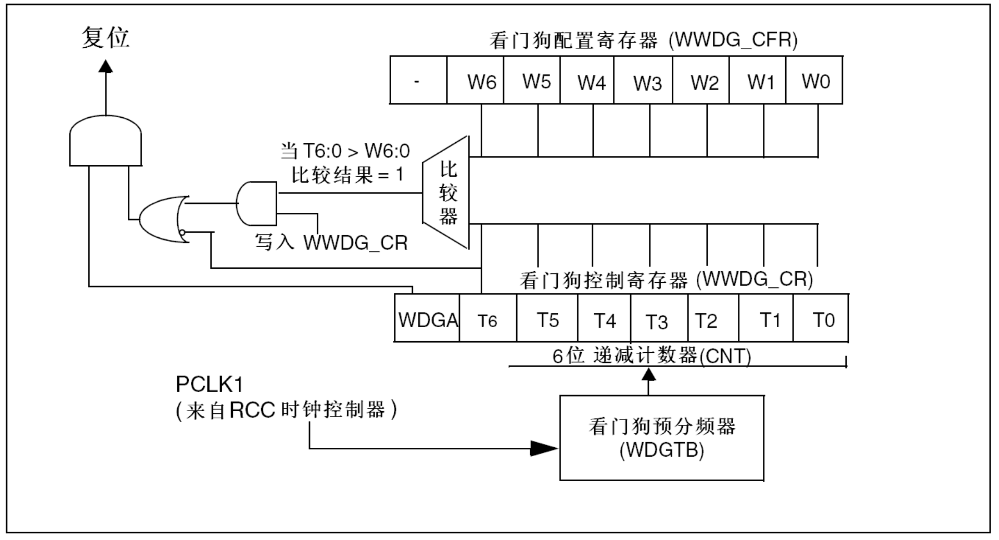 复位
看门狗配置寄存器 (WWDG_CFR)
- W6 W5 W4 W3 W2 W1 W0
当 T6:0 > W6:0
比较结果 = 1
比较器
写入 WWDG_CR
看门狗控制寄存器 (WWDG_CR)
WDGA T6 T5 T4 T3 T2 T1 T0
6位 递减计数器(CNT)
PCLK1
(来自RCC 时钟控制器)
看门狗预分频器
(WDGTB)